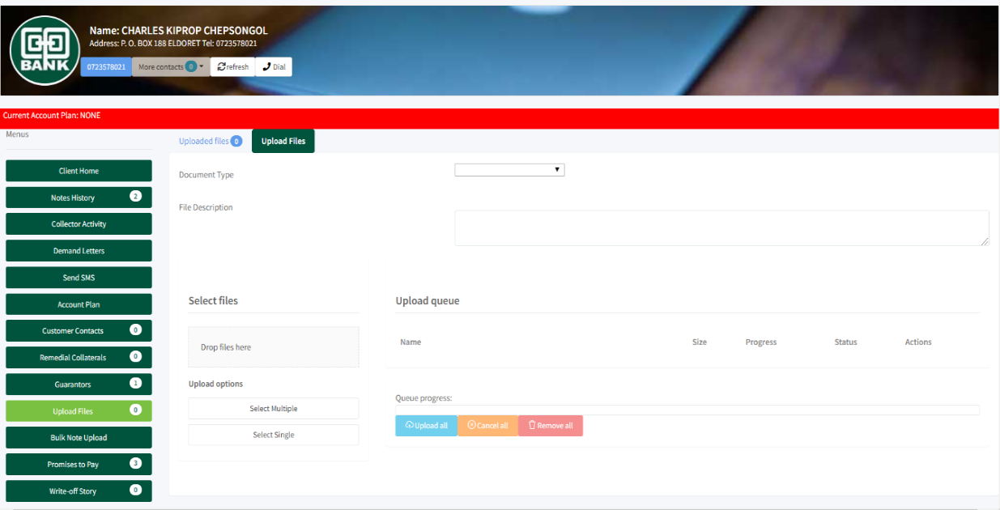 Name: CHARLES KIPROP CHEPSONGOL
Address: P. O. BOX 188 ELDORET Tel: 0723578021
BANK
0723578021 More contacts 0 refresh Dial
Current Account Plan: NONE
Menus
Uploaded files 0 Upload Files
Client Home
Document Type
Notes History 2
File Description
Collector Activity
Demand Letters
Send SMS
Account Plan
Customer Contacts 0
Remedial Collaterals 0
Guarantors 1
Upload Files 0
Bulk Note Upload
Promises to Pay 3
Write-off Story 0
Select files
Drop files here
Upload options
Select Multiple
Select Single
Upload queue
Name Size Progress Status Actions
Queue progress:
Upload all Cancel all Remove all